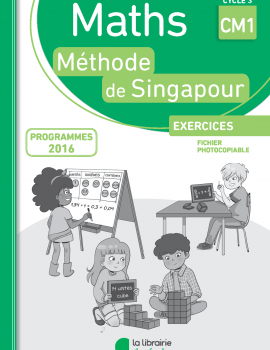 CYCLE 3
Maths
CM1
Méthode
de Singapour
EXERCICES
PROGRAMMES
2016
FICHIER
PHOTOCOPIABLE
la librairie